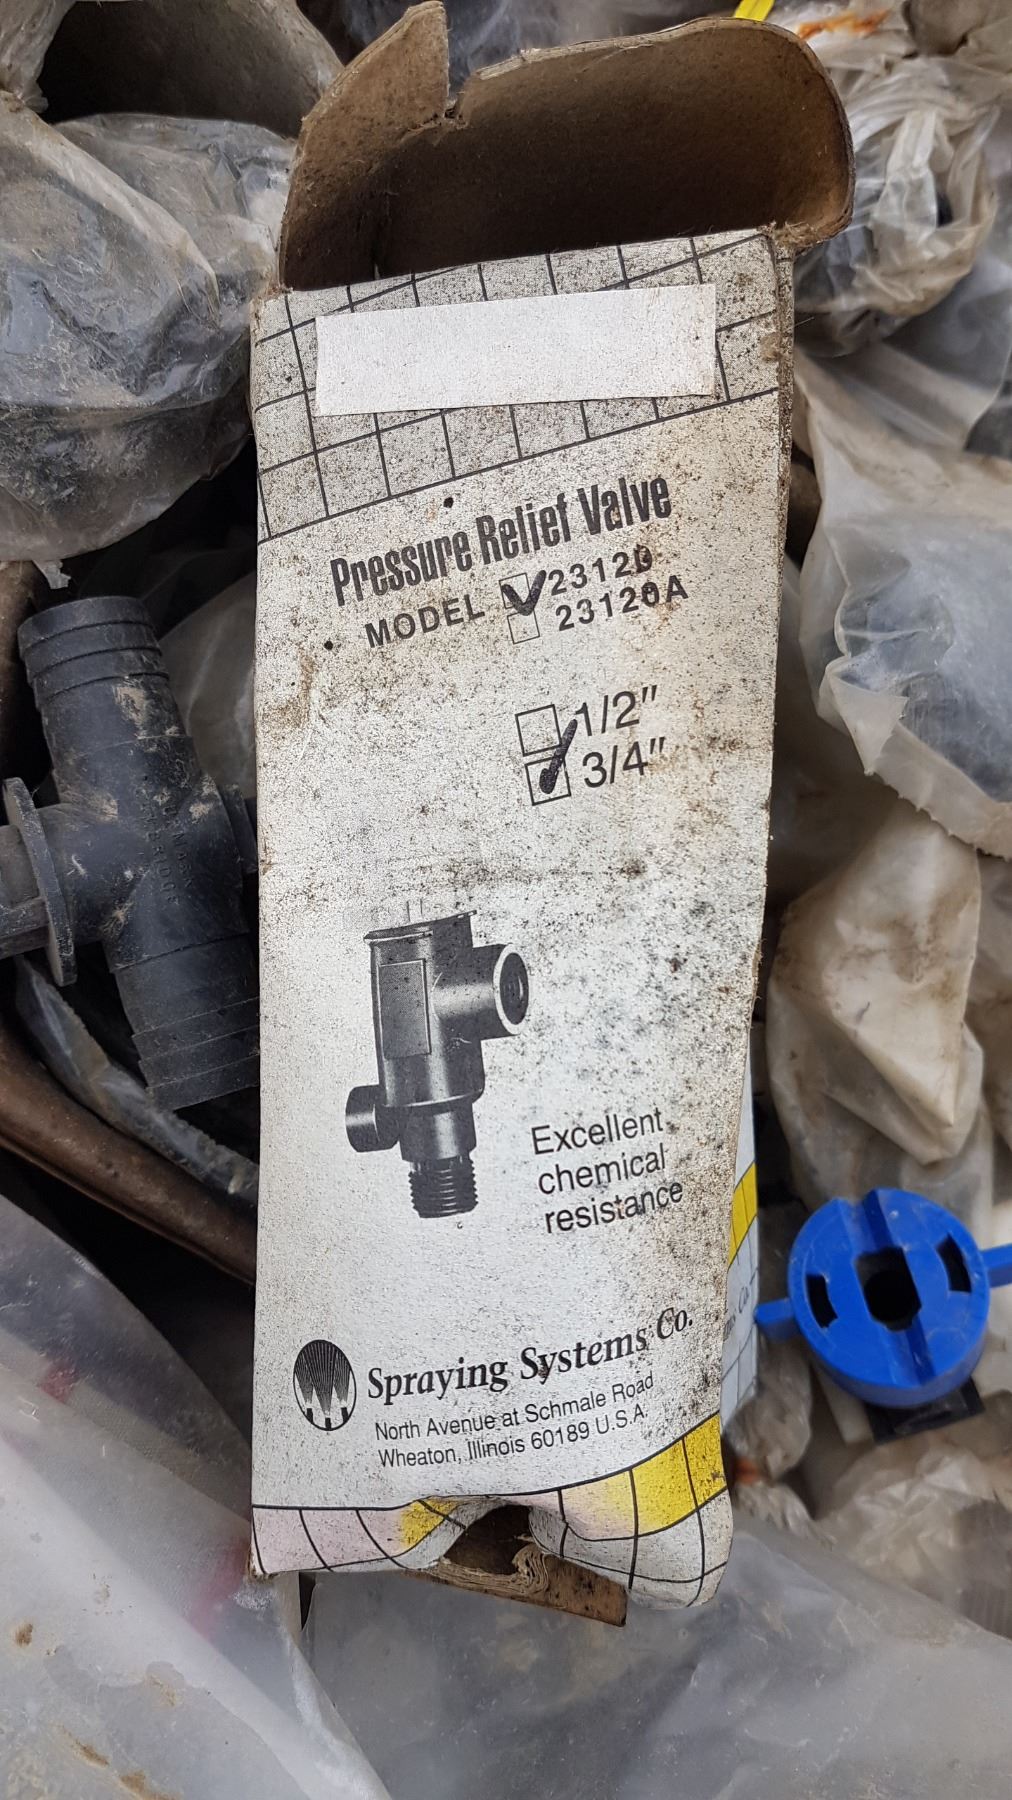 Pressure Relief Valve
MODEL 23120
23120A
1/2"
3/4"
Excellent
chemical
resistance
Spraying Systems Co.
North Avenue at Schmale Road
Wheaton, Illinois 60189 U.S.A.